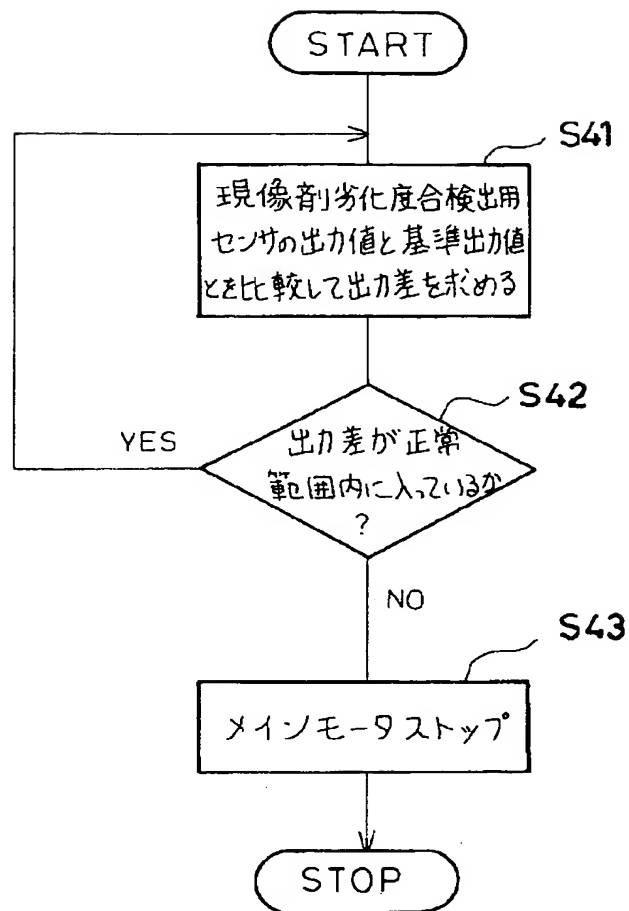 START
S41
現像剤劣化度合検出用
センサの出力値と基準出力値
とを比較して出力差を求める
S42
YES
出力差が正常
範囲内に入っているか
?
NO
S43
メインモータストップ
STOP